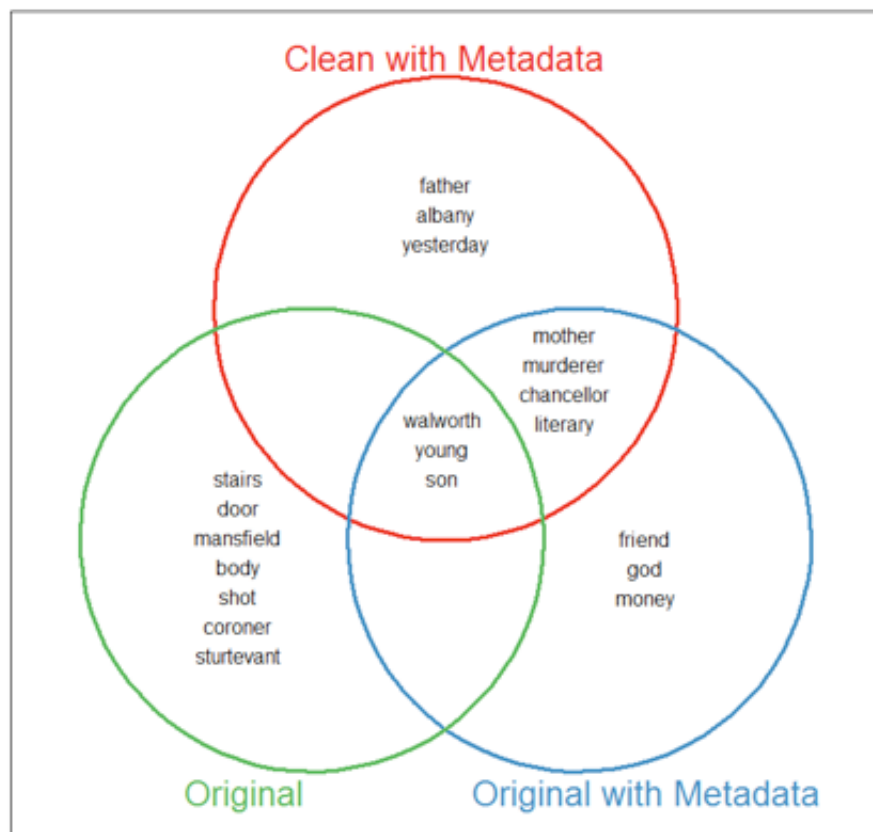 Clean with Metadata
father
albany
yesterday
mother
murderer
chancellor
literary
walworth
young
son
stairs
door
mansfield
body
shot
coroner
sturtevant
friend
god
money
Original
Original with Metadata